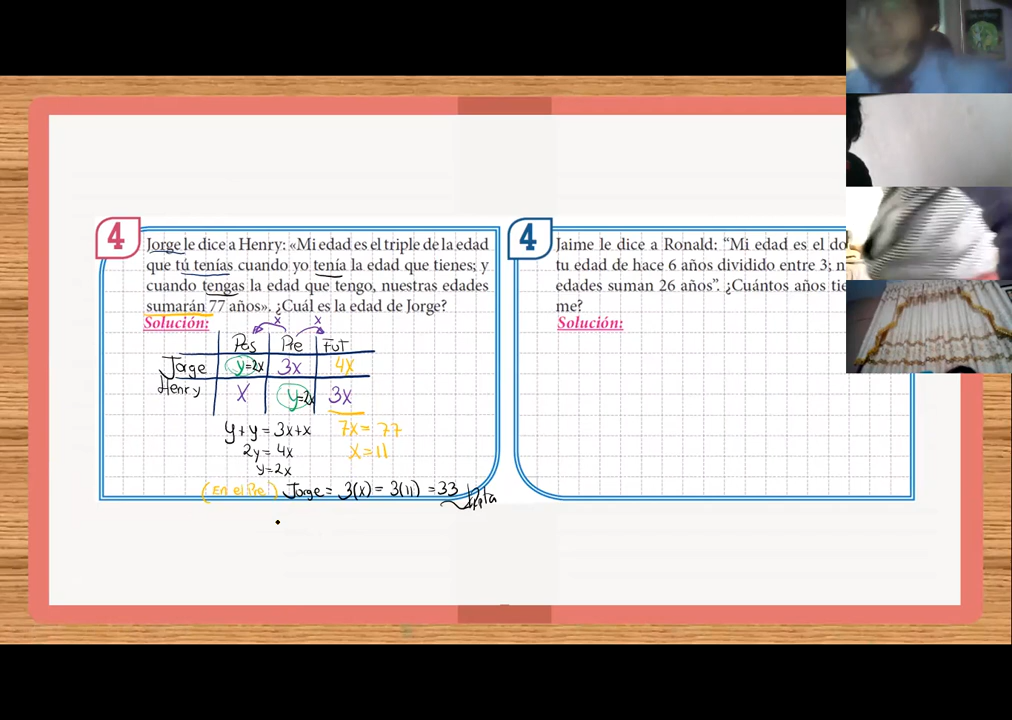 4
Jorge le dice a Henry: «Mi edad es el triple de la edad
que tú tenías cuando yo tenía la edad que tienes; y
cuando tengas la edad que tengo, nuestras edades
sumarán 77 años». ¿Cuál es la edad de Jorge?
Solución:
x x
Pas Pre Fut
Jorge y=2x 3x 4x
Henry x y=2x 3x
y+y = 3x+x 7x = 77
2y = 4x x = 11
y = 2x
(En el Pre) Jorge = 3(x) = 3(11) = 33 Rpta
4
Jaime le dice a Ronald: “Mi edad es el do
tu edad de hace 6 años dividido entre 3; n
edades suman 26 años”. ¿Cuántos años tie
me?
Solución: